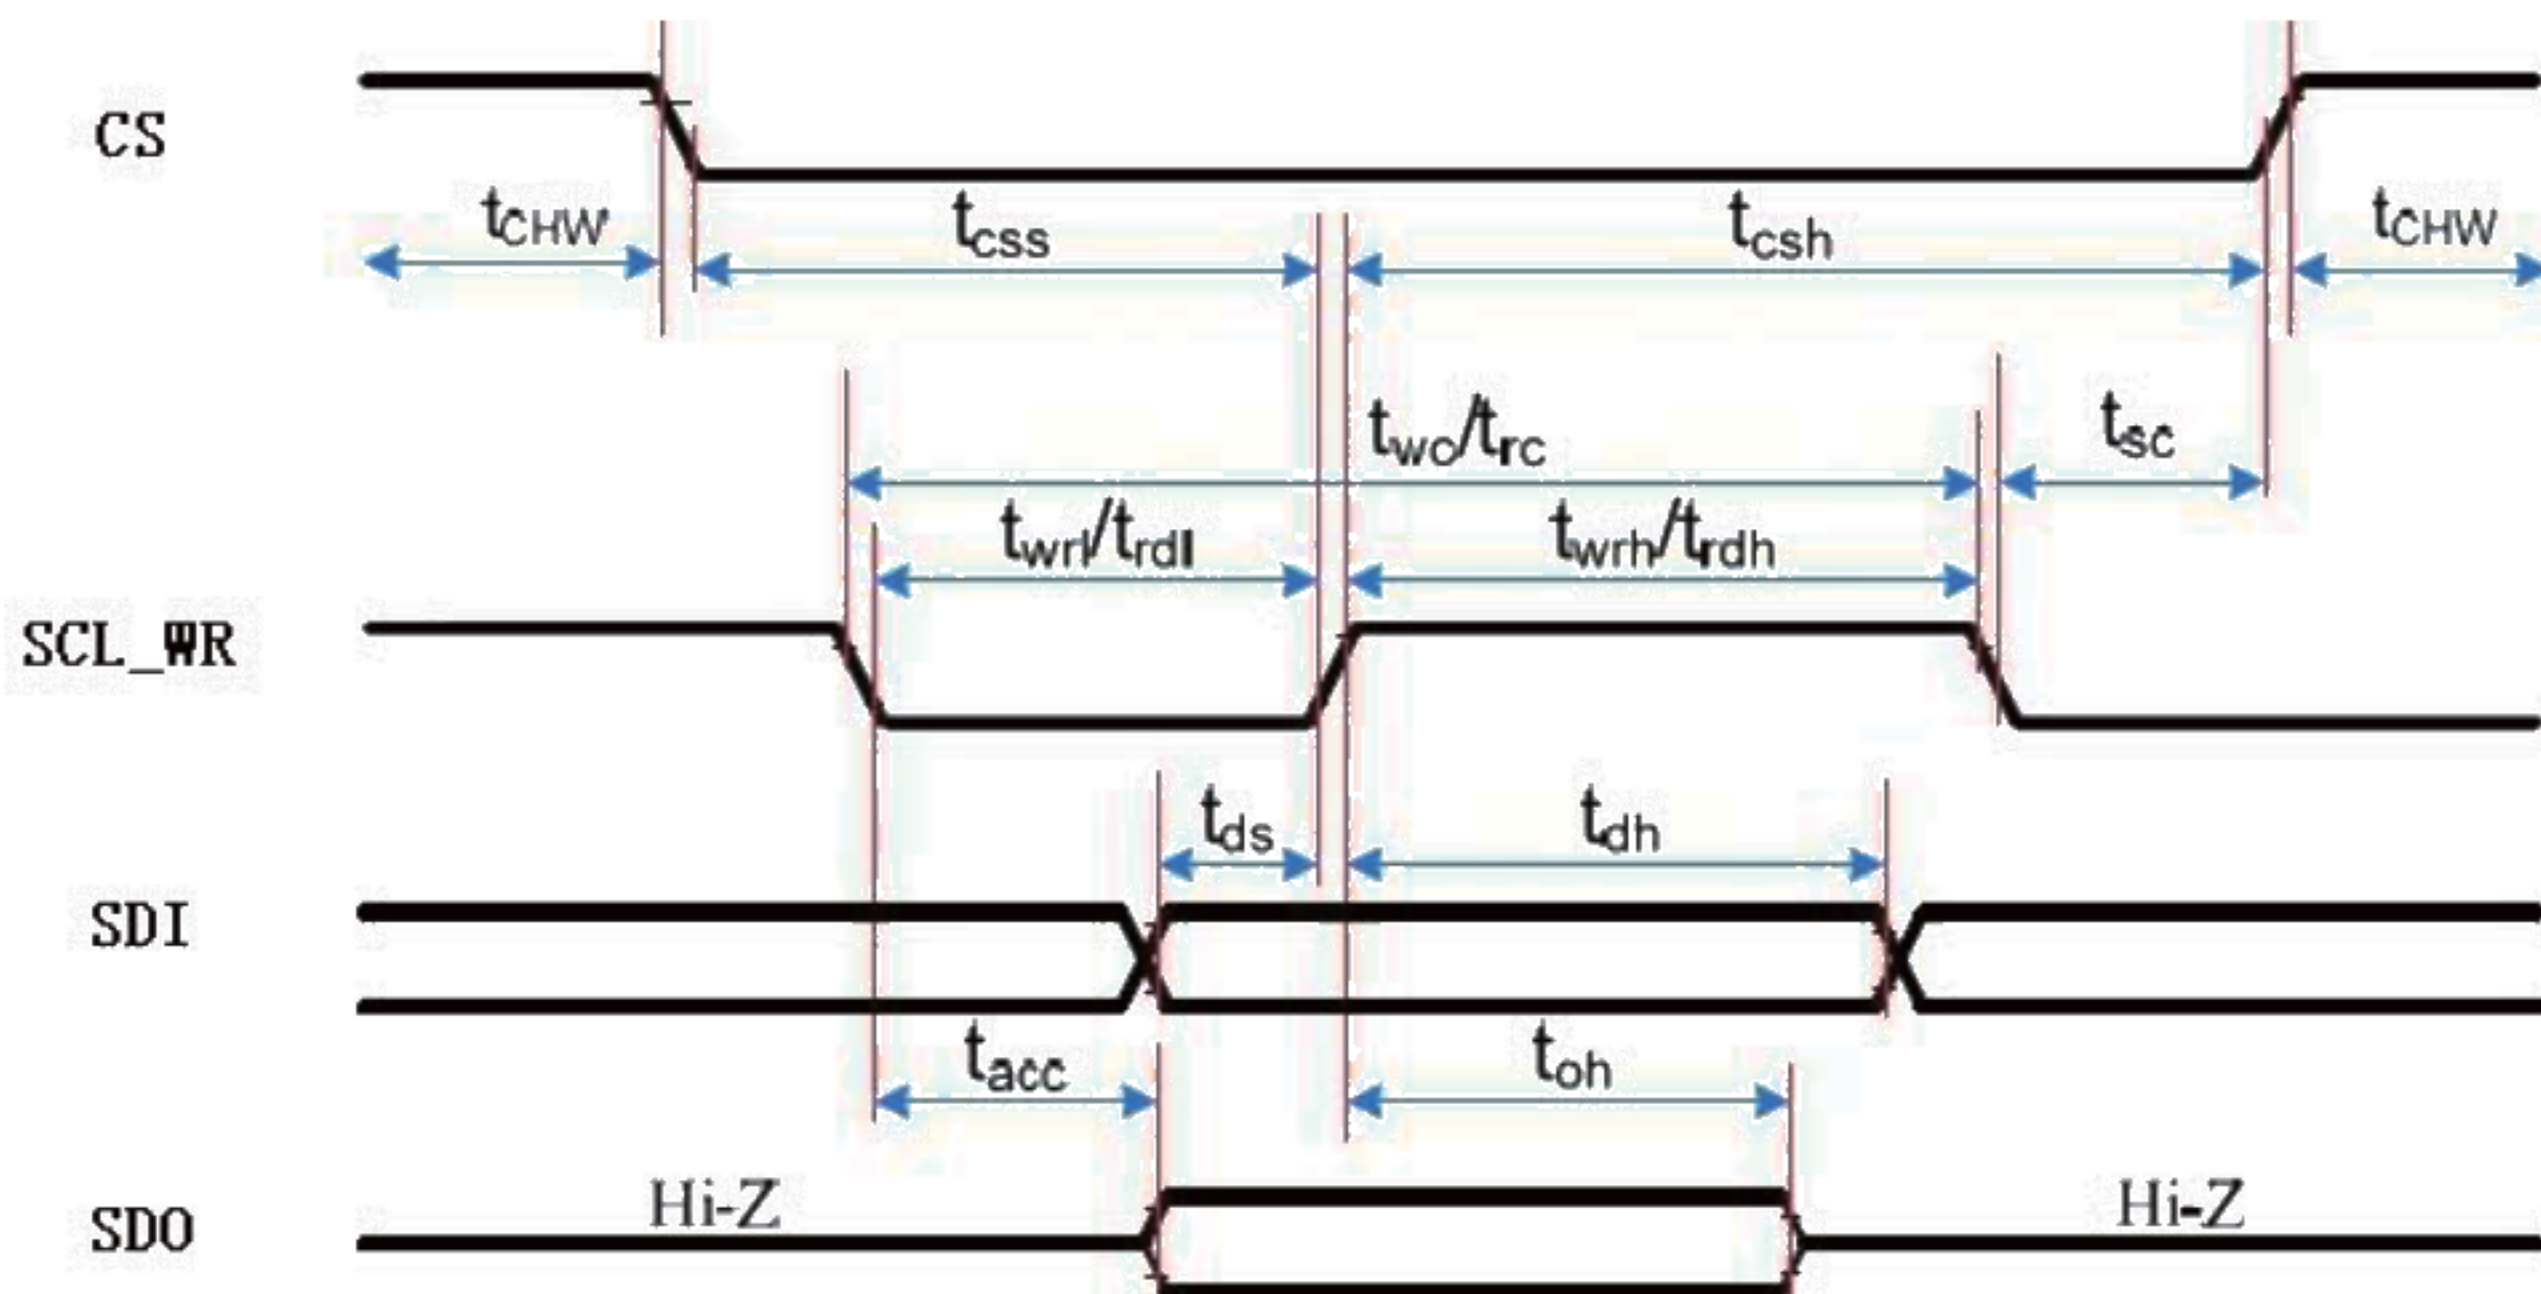 CS
tCHW tcss tcsh tCHW
twc/trc tsc
twrl/trdl twrh/trdh
SCL_WR
tds tdh
SDI
tacc toh
Hi-Z Hi-Z
SDO